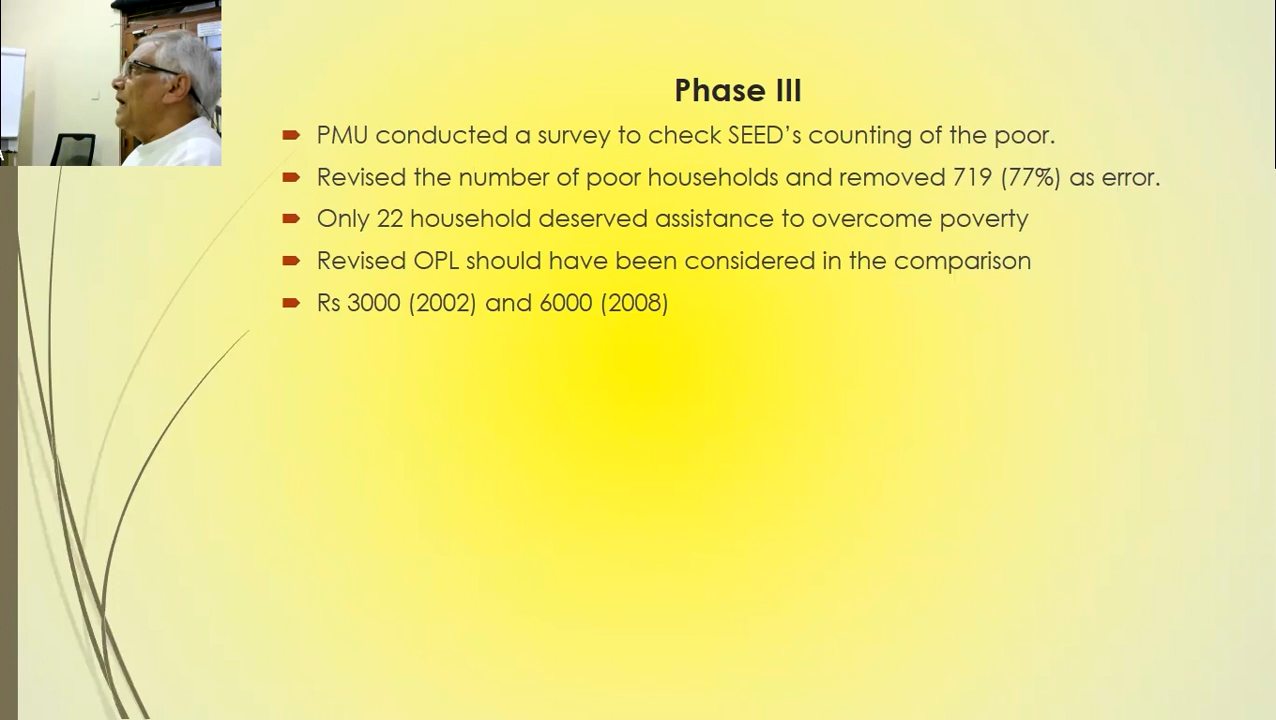 Phase III
PMU conducted a survey to check SEED's counting of the poor.
Revised the number of poor households and removed 719 (77%) as error.
Only 22 household deserved assistance to overcome poverty
Revised OPL should have been considered in the comparison
Rs 3000 (2002) and 6000 (2008)